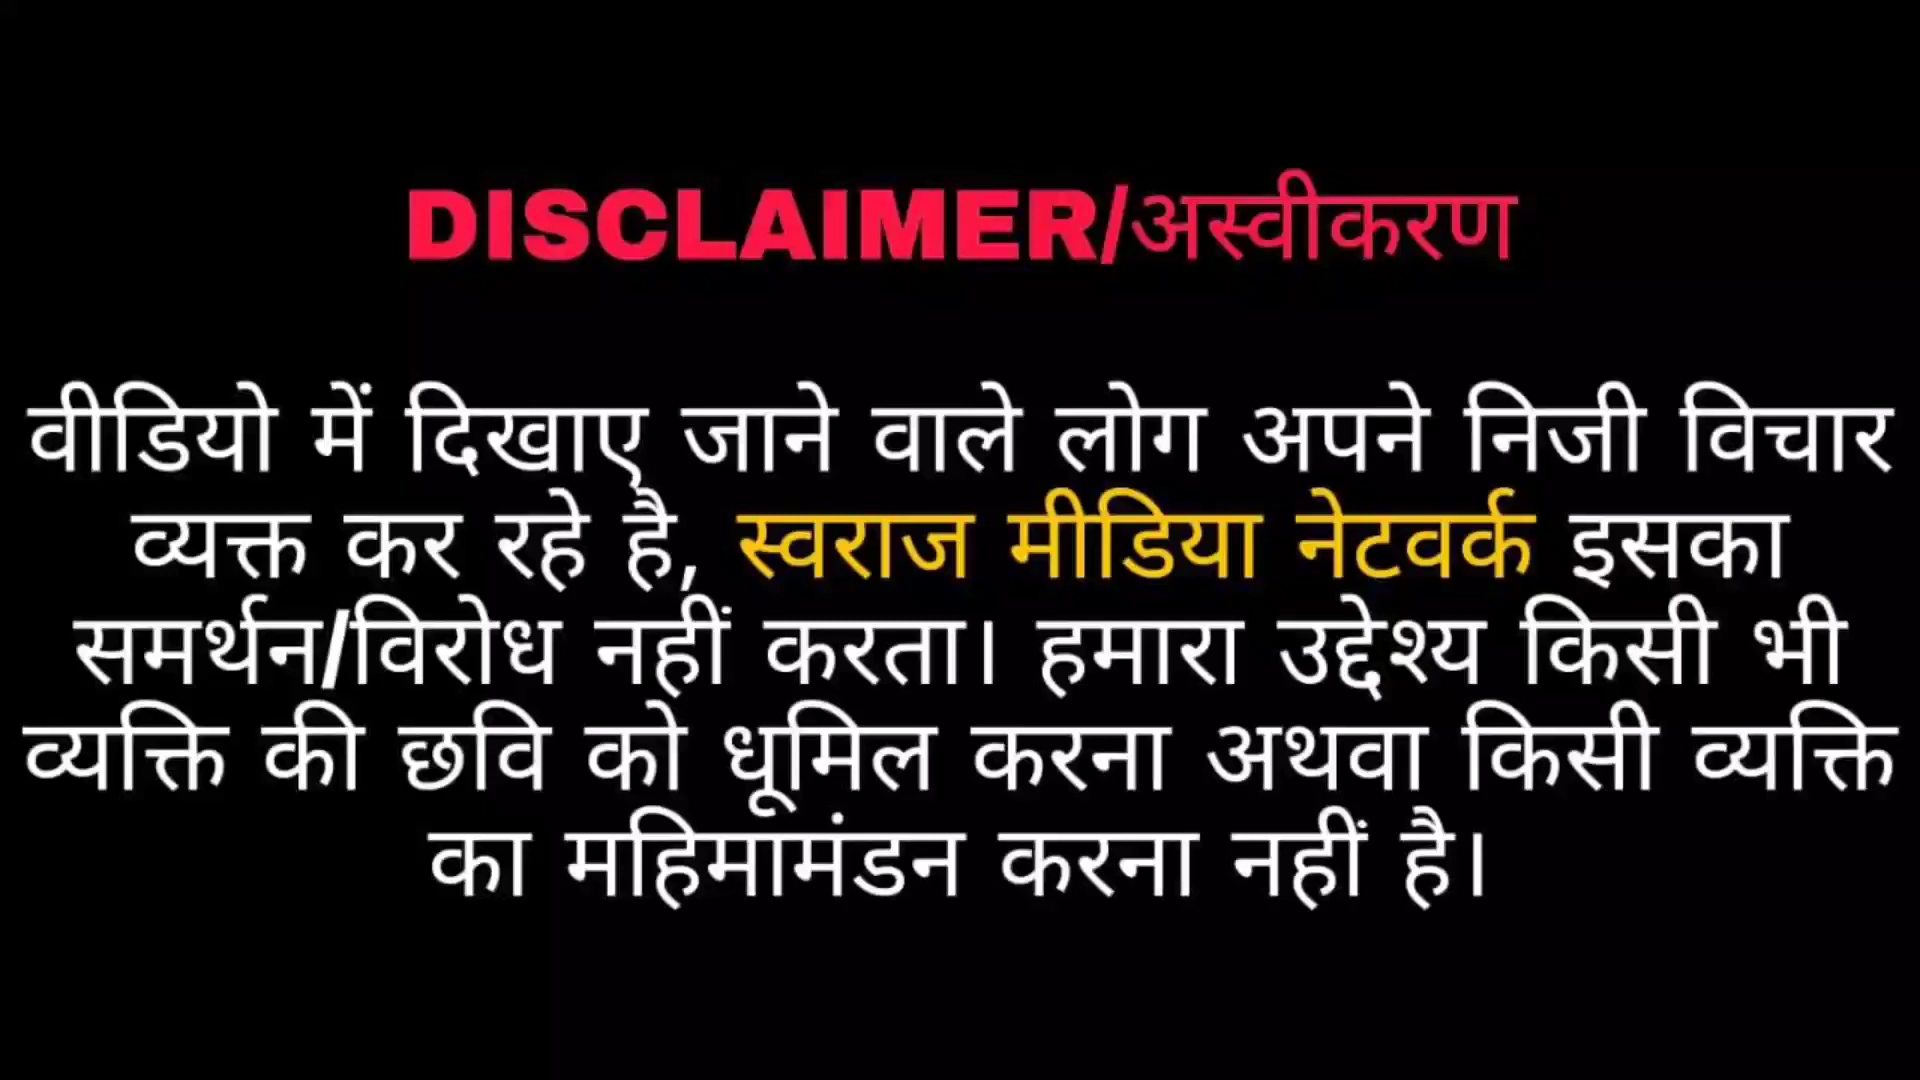 DISCLAIMER/अस्वीकरण
वीडियो में दिखाए जाने वाले लोग अपने निजी विचार
व्यक्त कर रहे है, स्वराज मीडिया नेटवर्क इसका
समर्थन/विरोध नहीं करता। हमारा उद्देश्य किसी भी
व्यक्ति की छवि को धूमिल करना अथवा किसी व्यक्ति
का महिमामंडन करना नहीं है।